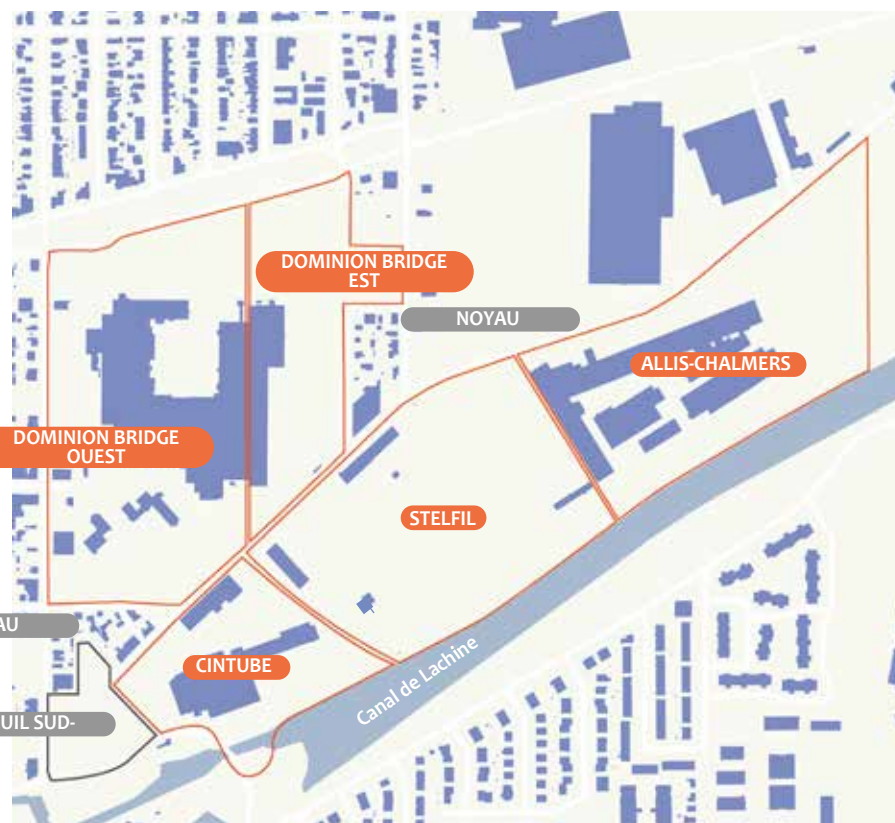 DOMINION BRIDGE
EST
NOYAU
ALLIS-CHALMERS
DOMINION BRIDGE
OUEST
STELFIL
AU
CINTUBE
Canal de Lachine
UIL SUD-